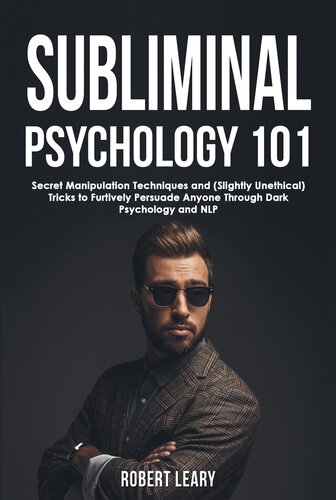 SUBLIMINAL
PSYCHOLOGY 101
Secret Manipulation Techniques and (Slightly Unethical)
Tricks to Furtively Persuade Anyone Through Dark
Psychology and NLP
ROBERT LEARY